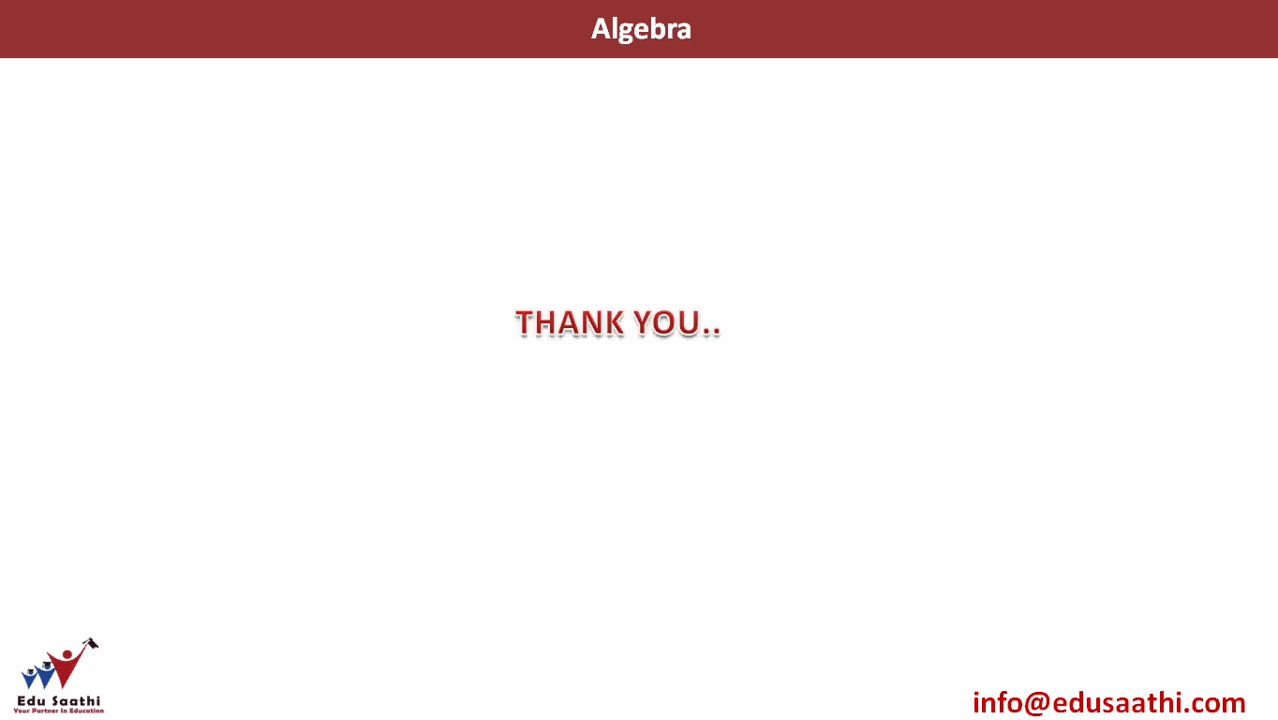 Algebra
THANK YOU..
Edu Saathi
Your Partner In Education
info@edusaathi.com